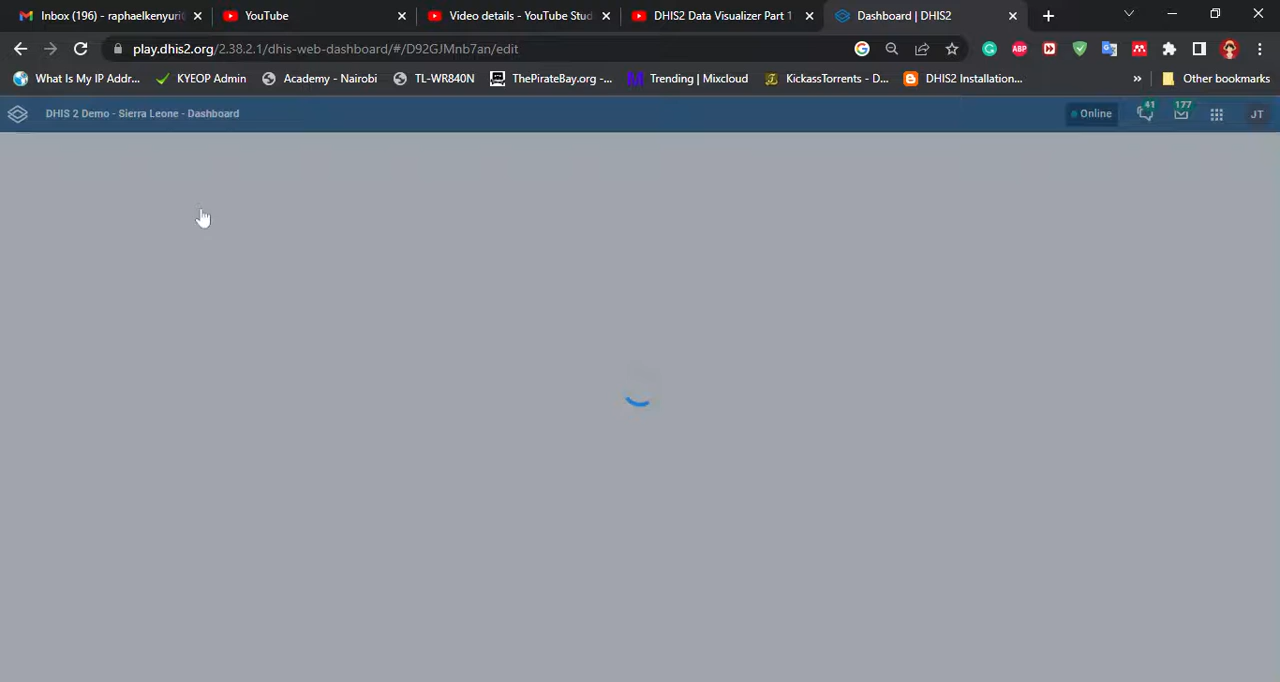 Inbox (196) - raphaelkenyuri
YouTube
Video details - YouTube Stud
DHIS2 Data Visualizer Part 1
Dashboard | DHIS2
play.dhis2.org/2.38.2.1/dhis-web-dashboard/#/D92GJMnb7an/edit
What Is My IP Addr...
KYEOP Admin
Academy - Nairobi
TL-WR840N
ThePirateBay.org -...
Trending | Mixcloud
KickassTorrents - D...
DHIS2 Installation...
»
Other bookmarks
DHIS 2 Demo - Sierra Leone - Dashboard
Online
41
177
JT